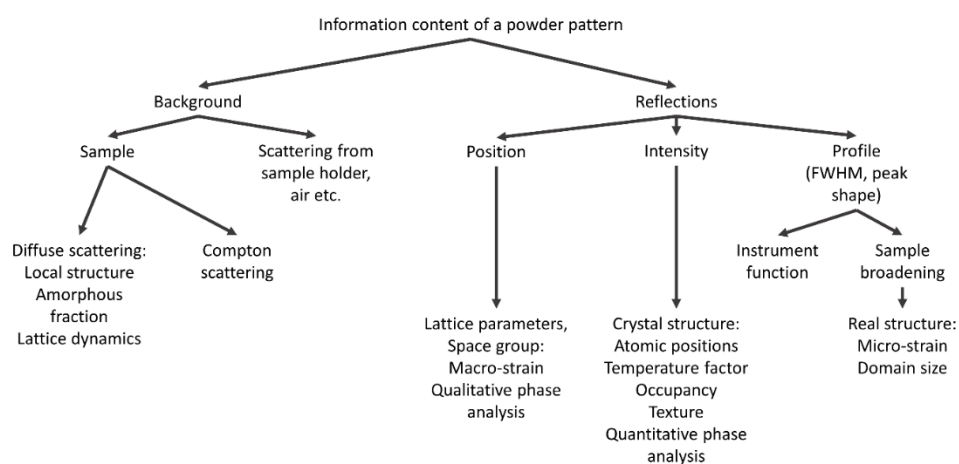 Information content of a powder pattern
Background
Reflections
Sample
Scattering from
sample holder,
air etc.
Position
Intensity
Profile
(FWHM, peak
shape)
Diffuse scattering:
Local structure
Amorphous
fraction
Lattice dynamics
Compton
scattering
Instrument
function
Sample
broadening
Lattice parameters,
Space group:
Macro-strain
Qualitative phase
analysis
Crystal structure:
Atomic positions
Temperature factor
Occupancy
Texture
Quantitative phase
analysis
Real structure:
Micro-strain
Domain size